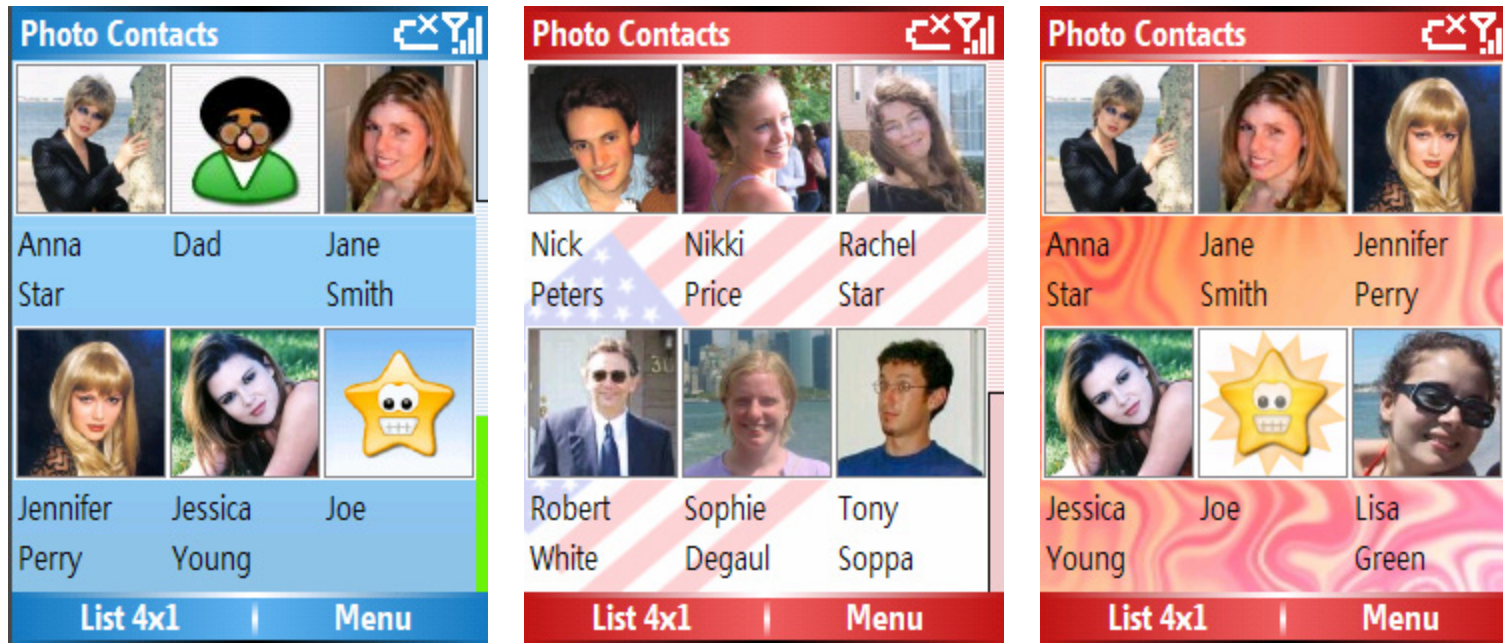 Photo Contacts
Anna Dad Jane
Star Smith
Jennifer Jessica Joe
Perry Young
List 4x1 Menu
Photo Contacts
Nick Nikki Rachel
Peters Price Star
30
Robert Sophie Tony
White Degaul Soppa
List 4x1 Menu
Photo Contacts
Anna Jane Jennifer
Star Smith Perry
Jessica Joe Lisa
Young Green
List 4x1 Menu